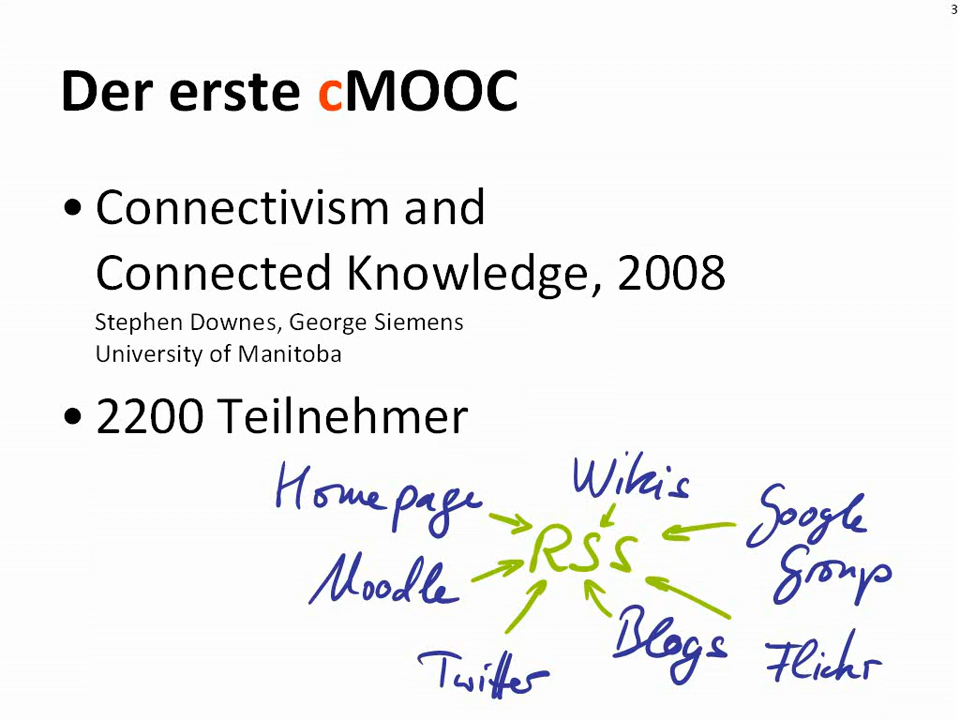 3
Der erste cMOOC
• Connectivism and
Connected Knowledge, 2008
Stephen Downes, George Siemens
University of Manitoba
• 2200 Teilnehmer
Homepage
Wikis
Google
Groups
RSS
Moodle
Twitter
Blogs
Flickr